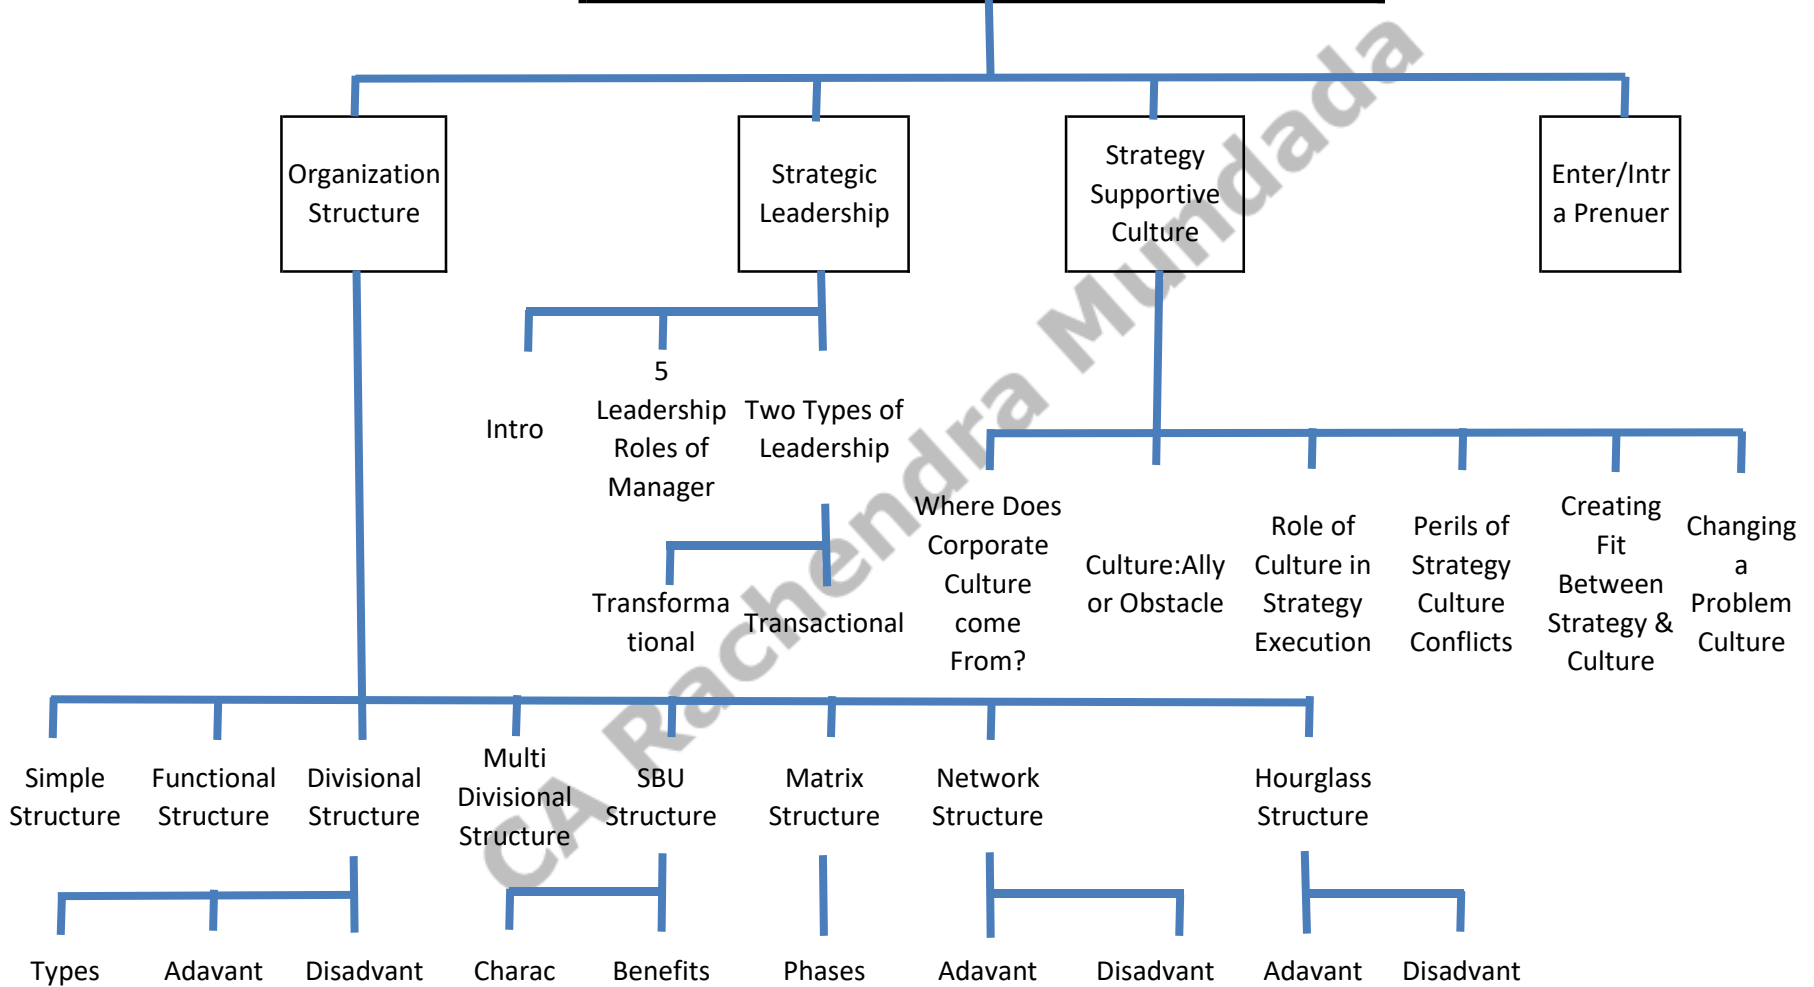 Organization
Structure
Strategic
Leadership
Strategy
Supportive
Culture
Enter/Intr
a Prenuer
Intro
5
Leadership
Roles of
Manager
Two Types of
Leadership
Transforma
tional
Transactional
Where Does
Corporate
Culture
come
From?
Culture:Ally
or Obstacle
Role of
Culture in
Strategy
Execution
Perils of
Strategy
Culture
Conflicts
Creating
Fit
Between
Strategy &
Culture
Changing
a
Problem
Culture
Simple
Structure
Functional
Structure
Divisional
Structure
Multi
Divisional
Structure
SBU
Structure
Matrix
Structure
Network
Structure
Hourglass
Structure
Types
Adavant
Disadvant
Charac
Benefits
Phases
Adavant
Disadvant
Adavant
Disadvant
CA Rachendra Mundada